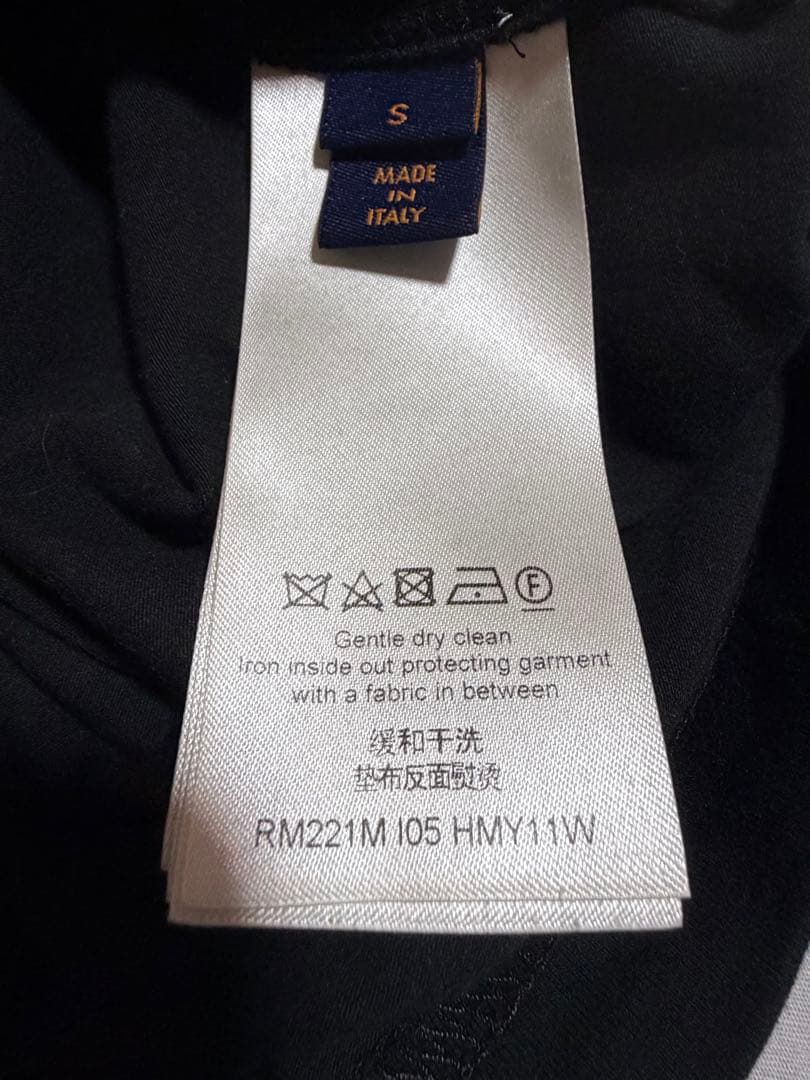 S
MADE
IN
ITALY
F
Gentle dry clean
Iron inside out protecting garment
with a fabric in between
缓和干洗
垫布反面熨烫
RM221M I05 HMY11W